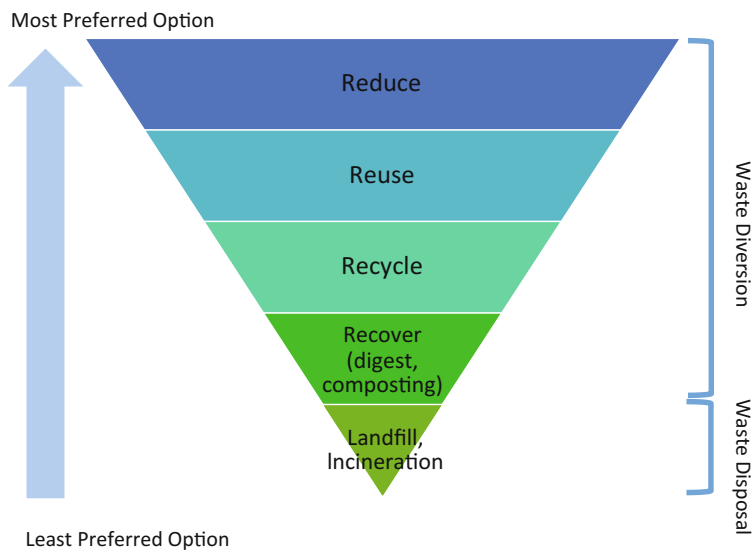 Most Preferred Option
Reduce
Reuse
Recycle
Recover
(digest,
composting)
Landfill,
Incineration
Least Preferred Option
Waste Diversion
Waste Disposal